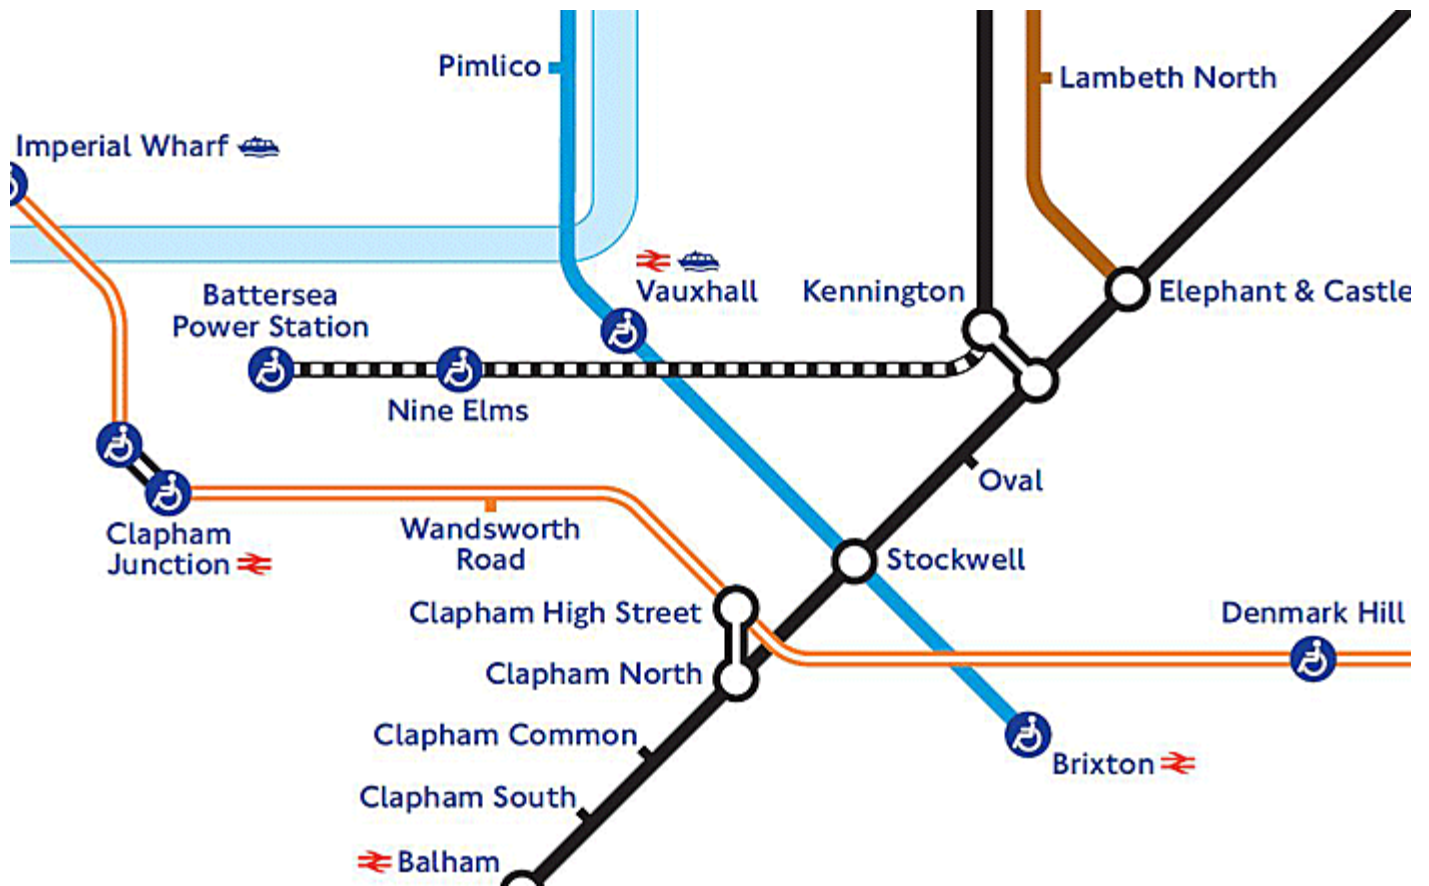 Pimlico
Lambeth North
Imperial Wharf
Battersea
Power Station
Vauxhall
Kennington
Elephant & Castle
Nine Elms
Oval
Clapham
Junction
Wandsworth
Road
Stockwell
Clapham High Street
Denmark Hill
Clapham North
Clapham Common
Brixton
Clapham South
Balham